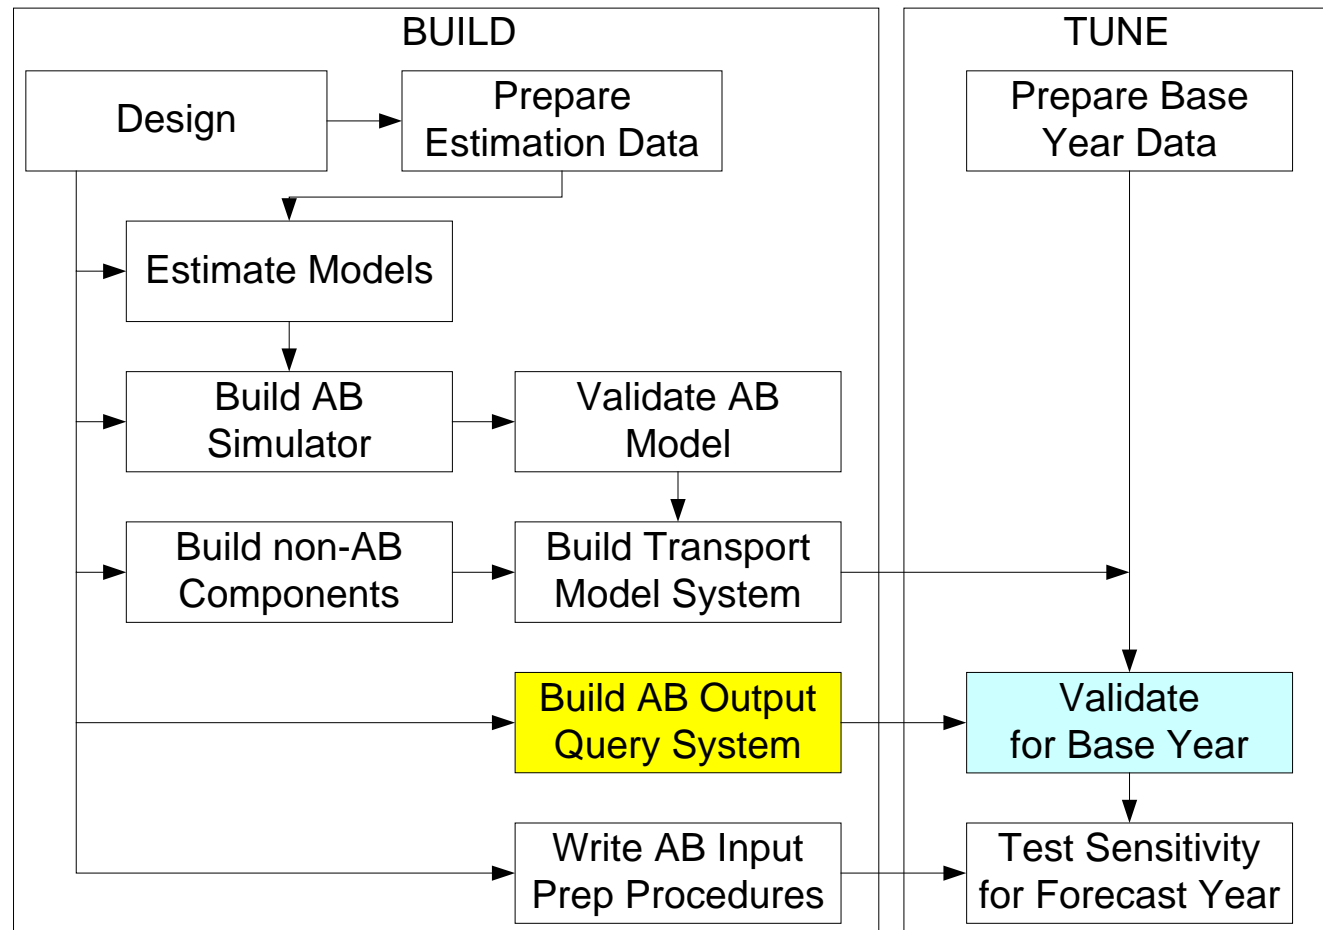 BUILD
TUNE
Design
Prepare
Estimation Data
Prepare Base
Year Data
Estimate Models
Build AB
Simulator
Validate AB
Model
Build non-AB
Components
Build Transport
Model System
Build AB Output
Query System
Validate
for Base Year
Write AB Input
Prep Procedures
Test Sensitivity
for Forecast Year